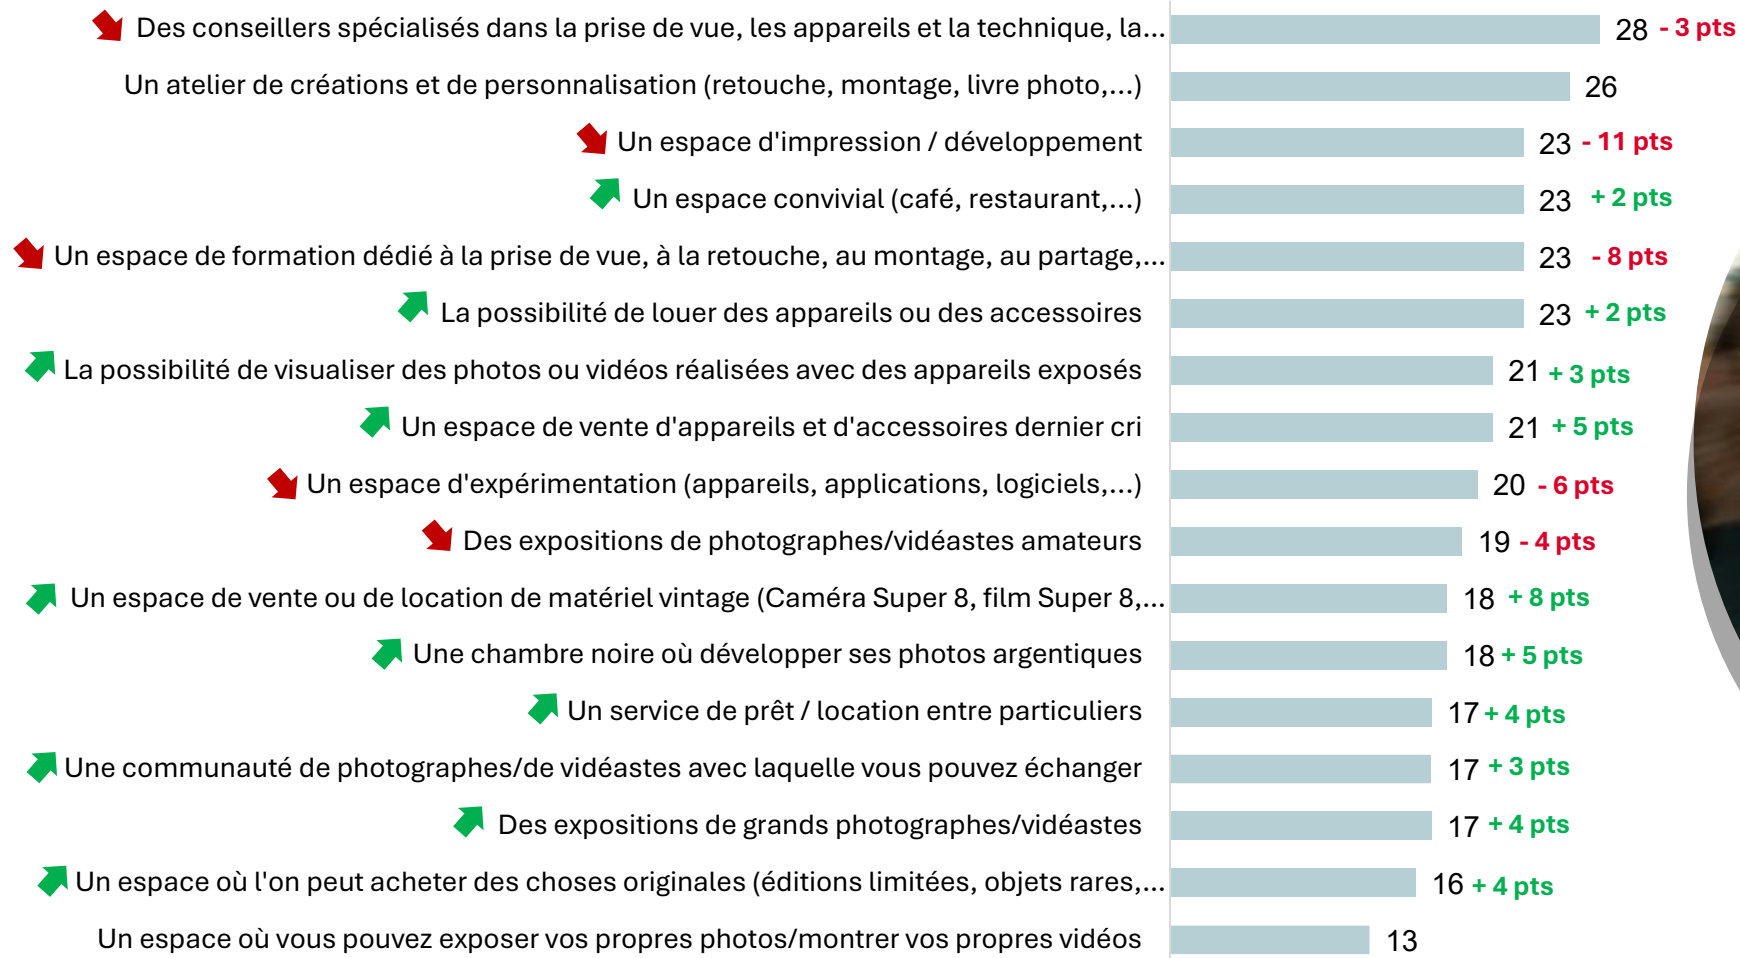 Des conseillers spécialisés dans la prise de vue, les appareils et la technique, la... 28 - 3 pts
Un atelier de créations et de personnalisation (retouche, montage, livre photo,...) 26
Un espace d'impression / développement 23 - 11 pts
Un espace convivial (café, restaurant,...) 23 + 2 pts
Un espace de formation dédié à la prise de vue, à la retouche, au montage, au partage,... 23 - 8 pts
La possibilité de louer des appareils ou des accessoires 23 + 2 pts
La possibilité de visualiser des photos ou vidéos réalisées avec des appareils exposés 21 + 3 pts
Un espace de vente d'appareils et d'accessoires dernier cri 21 + 5 pts
Un espace d'expérimentation (appareils, applications, logiciels,...) 20 - 6 pts
Des expositions de photographes/vidéastes amateurs 19 - 4 pts
Un espace de vente ou de location de matériel vintage (Caméra Super 8, film Super 8,... 18 + 8 pts
Une chambre noire où développer ses photos argentiques 18 + 5 pts
Un service de prêt / location entre particuliers 17 + 4 pts
Une communauté de photographes/de vidéastes avec laquelle vous pouvez échanger 17 + 3 pts
Des expositions de grands photographes/vidéastes 17 + 4 pts
Un espace où l'on peut acheter des choses originales (éditions limitées, objets rares,... 16 + 4 pts
Un espace où vous pouvez exposer vos propres photos/montrer vos propres vidéos 13